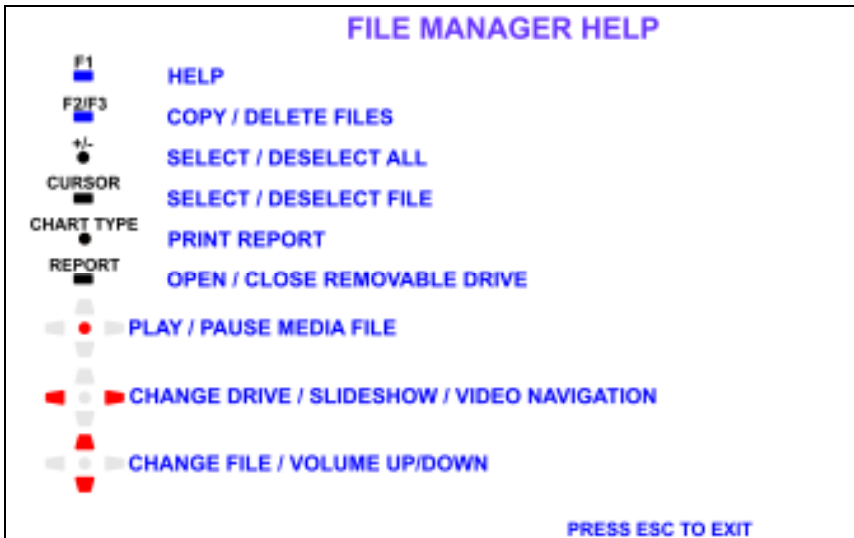 FILE MANAGER HELP
F1
HELP
F2/F3
COPY / DELETE FILES
+/-
SELECT / DESELECT ALL
CURSOR
SELECT / DESELECT FILE
CHART TYPE
PRINT REPORT
REPORT
OPEN / CLOSE REMOVABLE DRIVE
PLAY / PAUSE MEDIA FILE
CHANGE DRIVE / SLIDESHOW / VIDEO NAVIGATION
CHANGE FILE / VOLUME UP/DOWN
PRESS ESC TO EXIT